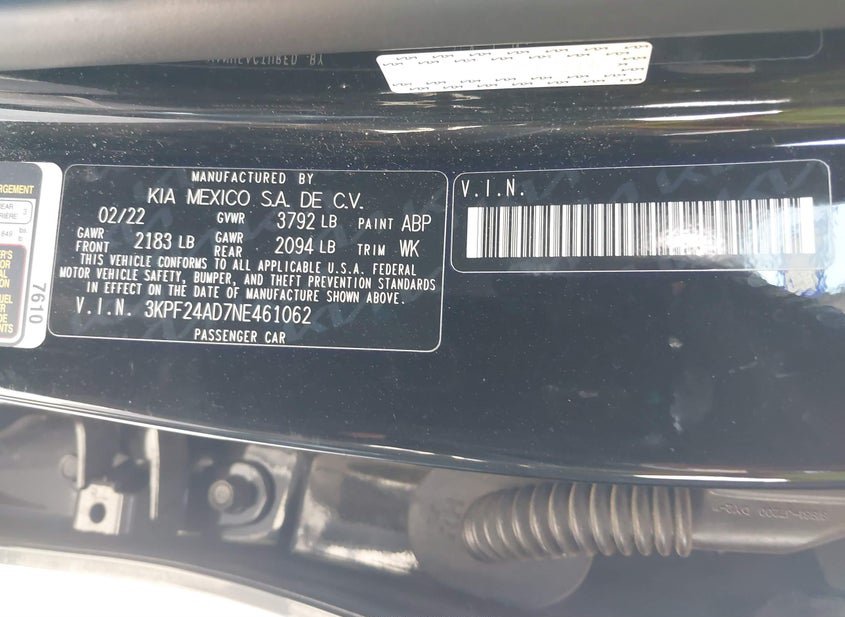 MANUFACTURED BY
KIA MEXICO S.A. DE C.V.
02/22 GVWR 3792 LB PAINT ABP
GAWR FRONT 2183 LB GAWR REAR 2094 LB TRIM WK
THIS VEHICLE CONFORMS TO ALL APPLICABLE U.S.A. FEDERAL
MOTOR VEHICLE SAFETY, BUMPER, AND THEFT PREVENTION STANDARDS
IN EFFECT ON THE DATE OF MANUFACTURE SHOWN ABOVE.
V.I.N. 3KPF24AD7NE461062
PASSENGER CAR
V.I.N.
7610